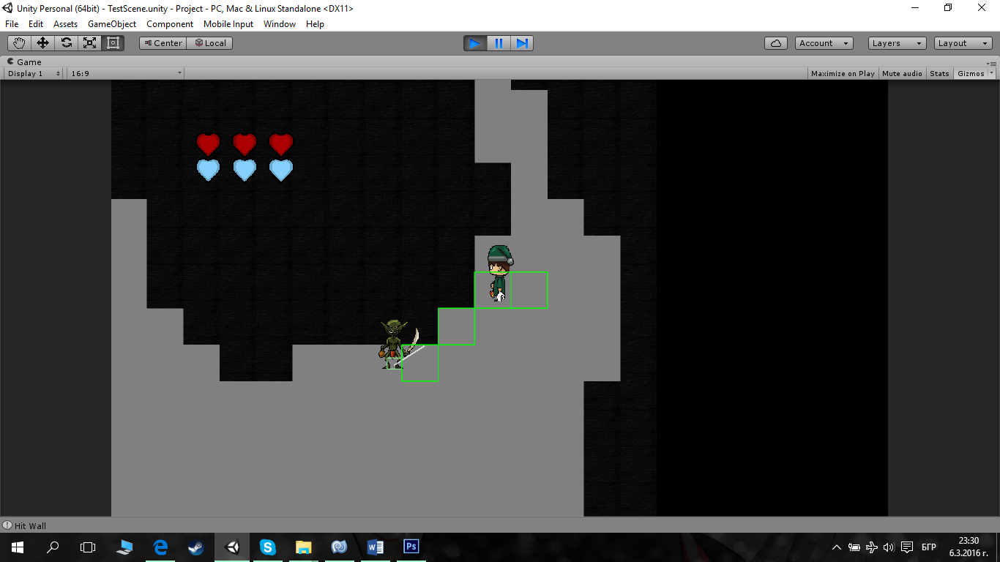 Unity Personal (64bit) - TestScene.unity - Project - PC, Mac & Linux Standalone <DX11>
File Edit Assets GameObject Component Mobile Input Window Help
Center Local Account Layers Layout
Game
Display 1 16:9 Maximize on Play Mute audio Stats Gizmos
Hit Wall
БГР 23:30
6.3.2016 г.